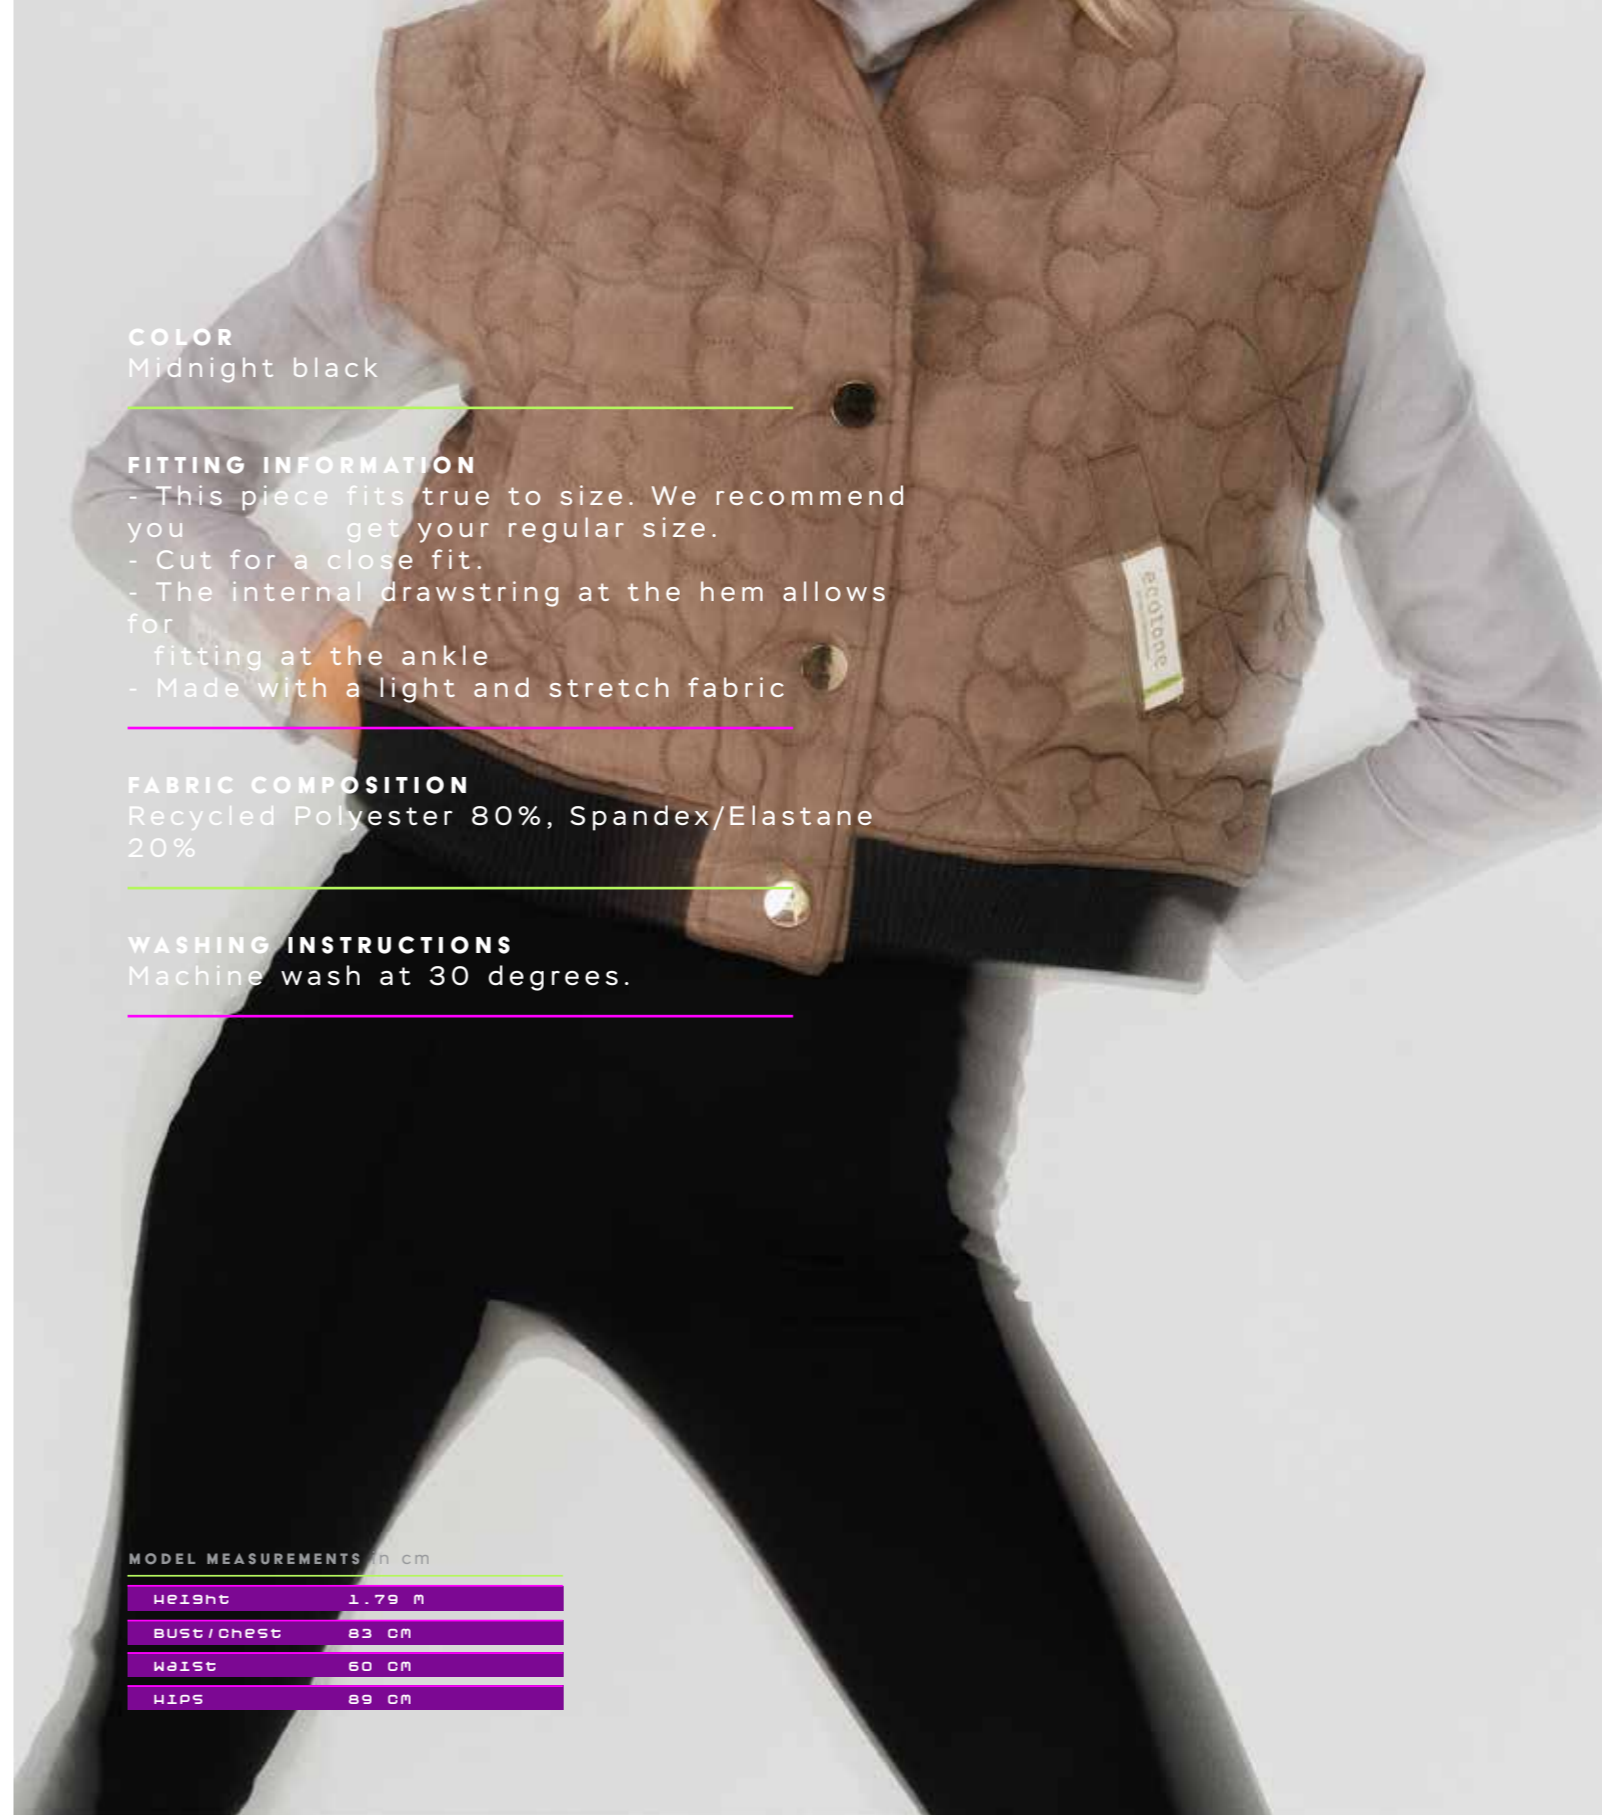 COLOR
Midnight black
FITTING INFORMATION
- This piece fits true to size. We recommend
you get your regular size.
- Cut for a close fit.
- The internal drawstring at the hem allows
for
fitting at the ankle
- Made with a light and stretch fabric
ecotone
FABRIC COMPOSITION
Recycled Polyester 80%, Spandex/Elastane
20%
WASHING INSTRUCTIONS
Machine wash at 30 degrees.
MODEL MEASUREMENTS in cm
Height 1.79 M
Bust/Chest 83 CM
Waist 60 CM
Hips 89 CM